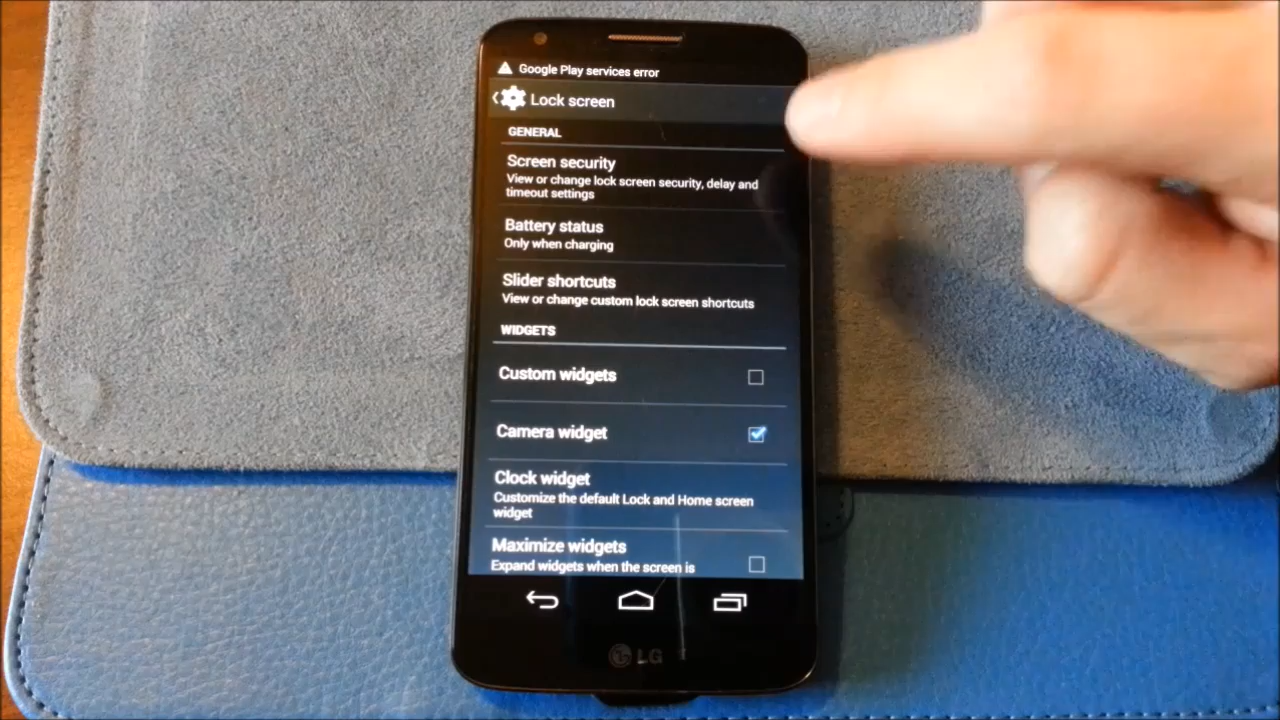 Google Play services error
Lock screen
GENERAL
Screen security
View or change lock screen security, delay and
timeout settings
Battery status
Only when charging
Slider shortcuts
View or change custom lock screen shortcuts
WIDGETS
Custom widgets
Camera widget
Clock widget
Customize the default Lock and Home screen
widget
Maximize widgets
Expand widgets when the screen is
LG